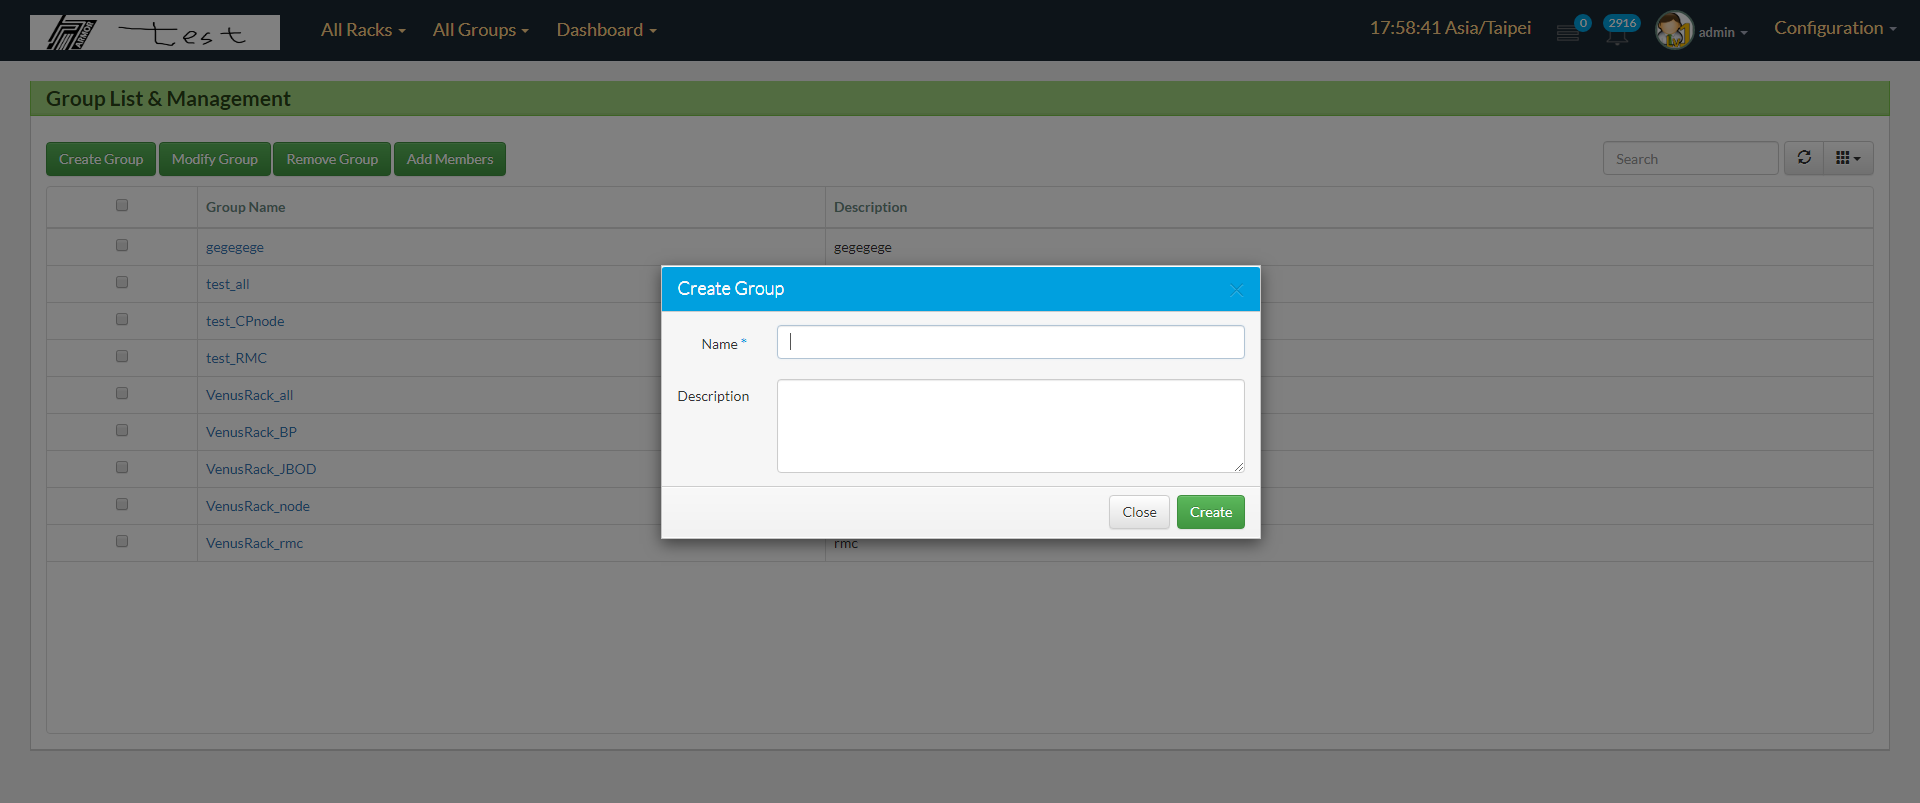 ARMOR test All Racks All Groups Dashboard 17:58:41 Asia/Taipei 0 2916 admin Configuration
Group List & Management
Create Group Modify Group Remove Group Add Members Search
Group Name Description
gegegege gegegege
test_all
Create Group
test_CPnode
Name *
test_RMC
VenusRack_all
Description
VenusRack_BP
VenusRack_JBOD
VenusRack_node
Close Create
VenusRack_rmc rmc